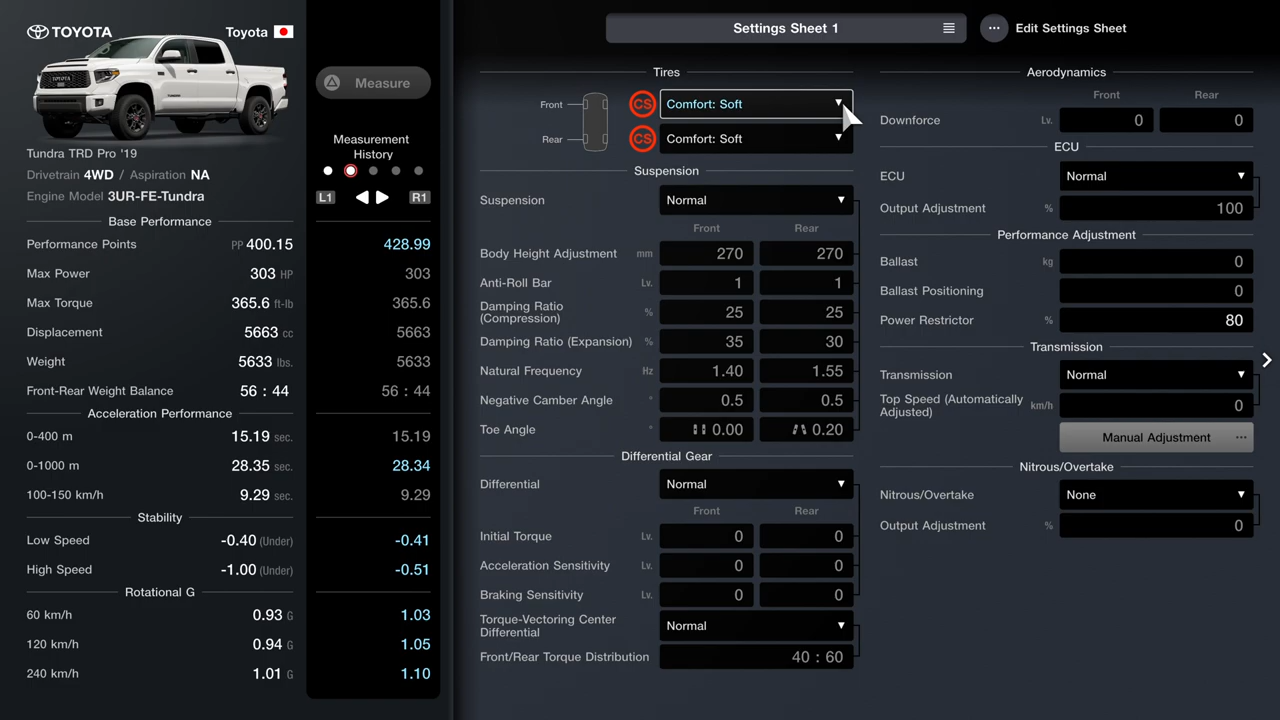 TOYOTA
Toyota
Tundra TRD Pro '19
Drivetrain 4WD / Aspiration NA
Engine Model 3UR-FE-Tundra
Base Performance
Performance Points PP 400.15
Max Power 303 HP
Max Torque 365.6 ft-lb
Displacement 5663 cc
Weight 5633 lbs.
Front-Rear Weight Balance 56 : 44
Acceleration Performance
0-400 m 15.19 sec.
0-1000 m 28.35 sec.
100-150 km/h 9.29 sec.
Stability
Low Speed -0.40 (Under)
High Speed -1.00 (Under)
Rotational G
60 km/h 0.93 G
120 km/h 0.94 G
240 km/h 1.01 G
Measure
Measurement
History
L1 R1
428.99
303
365.6
5663
5633
56 : 44
15.19
28.34
9.29
-0.41
-0.51
1.03
1.05
1.10
Settings Sheet 1
Edit Settings Sheet
Tires
Front CS Comfort: Soft
Rear CS Comfort: Soft
Suspension
Suspension Normal
Front Rear
Body Height Adjustment mm 270 270
Anti-Roll Bar Lv. 1 1
Damping Ratio
(Compression) % 25 25
Damping Ratio (Expansion) % 35 30
Natural Frequency Hz 1.40 1.55
Negative Camber Angle ° 0.5 0.5
Toe Angle ° 0.00 0.20
Differential Gear
Differential Normal
Front Rear
Initial Torque Lv. 0 0
Acceleration Sensitivity Lv. 0 0
Braking Sensitivity Lv. 0 0
Torque-Vectoring Center
Differential Normal
Front/Rear Torque Distribution 40 : 60
Aerodynamics
Front Rear
Downforce Lv. 0 0
ECU
ECU Normal
Output Adjustment % 100
Performance Adjustment
Ballast kg 0
Ballast Positioning 0
Power Restrictor % 80
Transmission
Transmission Normal
Top Speed (Automatically
Adjusted) km/h 0
Manual Adjustment
Nitrous/Overtake
Nitrous/Overtake None
Output Adjustment % 0